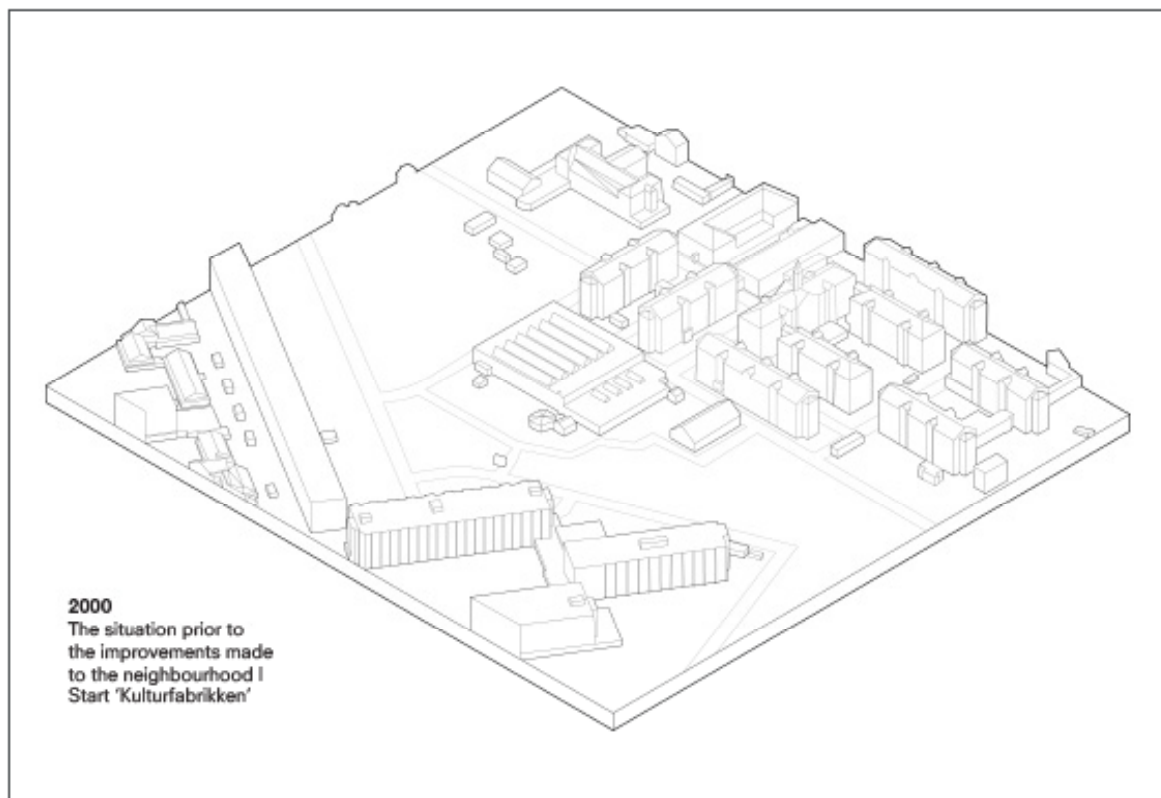 2000
The situation prior to
the improvements made
to the neighbourhood |
Start ‘Kulturfabrikken’